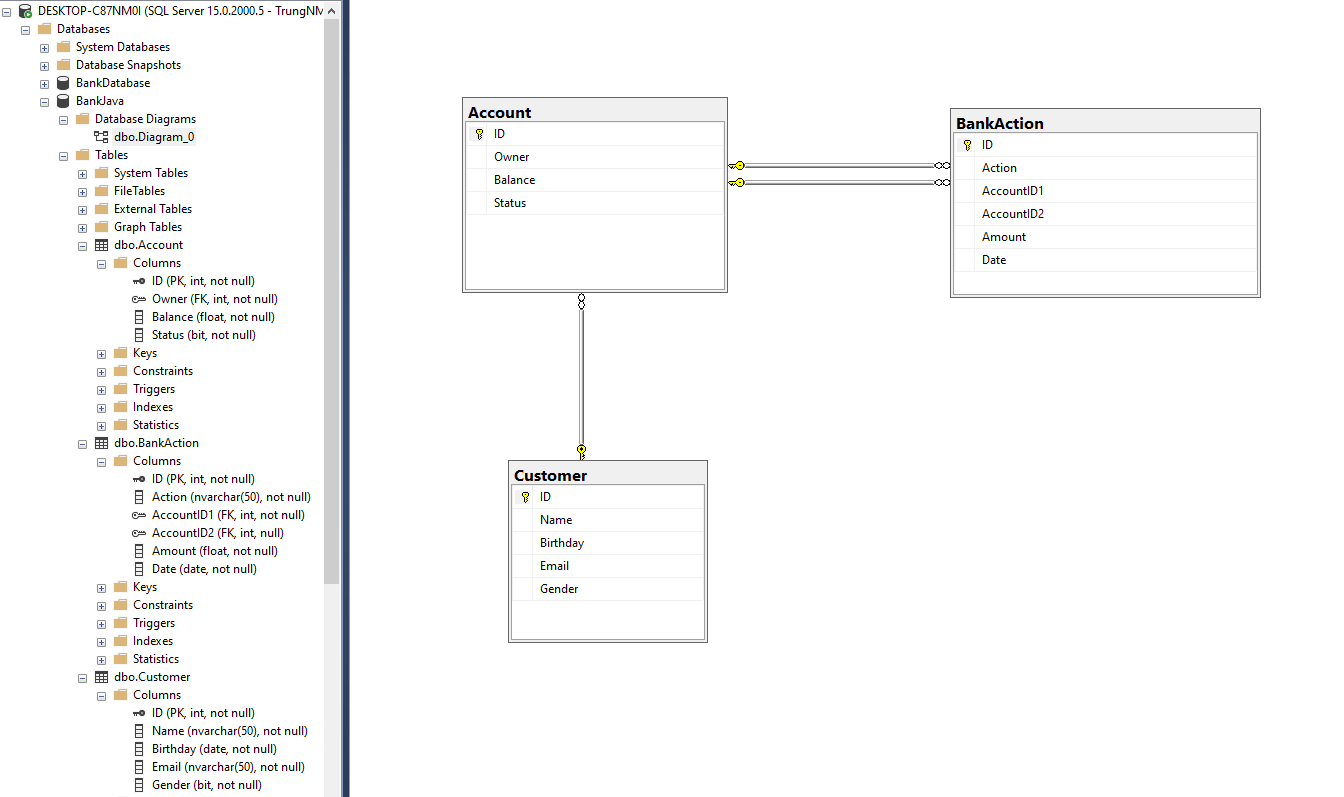 DESKTOP-C87NM0I (SQL Server 15.0.2000.5 - TrungNM
Databases
System Databases
Database Snapshots
BankDatabase
BankJava
Database Diagrams
dbo.Diagram_0
Tables
System Tables
FileTables
External Tables
Graph Tables
dbo.Account
Columns
ID (PK, int, not null)
Owner (FK, int, not null)
Balance (float, not null)
Status (bit, not null)
Keys
Constraints
Triggers
Indexes
Statistics
dbo.BankAction
Columns
ID (PK, int, not null)
Action (nvarchar(50), not null)
AccountID1 (FK, int, not null)
AccountID2 (FK, int, null)
Amount (float, not null)
Date (date, not null)
Keys
Constraints
Triggers
Indexes
Statistics
dbo.Customer
Columns
ID (PK, int, not null)
Name (nvarchar(50), not null)
Birthday (date, not null)
Email (nvarchar(50), not null)
Gender (bit, not null)
Account
ID
Owner
Balance
Status
BankAction
ID
Action
AccountID1
AccountID2
Amount
Date
Customer
ID
Name
Birthday
Email
Gender